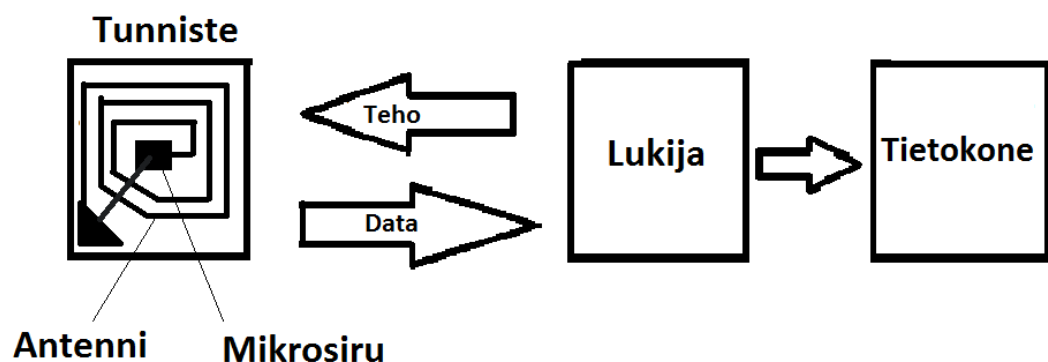 Tunniste
Teho
Lukija
Tietokone
Data
Antenni
Mikrosiru